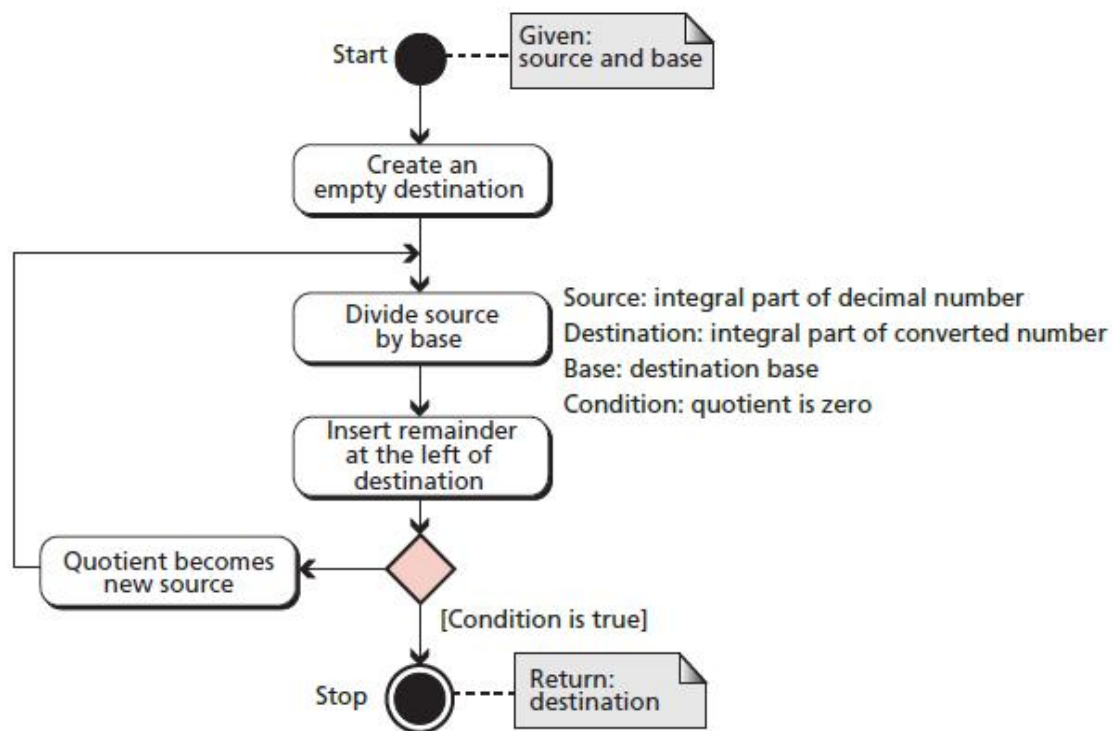 Start
Given:
source and base
Create an
empty destination
Divide source
by base
Source: integral part of decimal number
Destination: integral part of converted number
Base: destination base
Condition: quotient is zero
Insert remainder
at the left of
destination
Quotient becomes
new source
[Condition is true]
Stop
Return:
destination